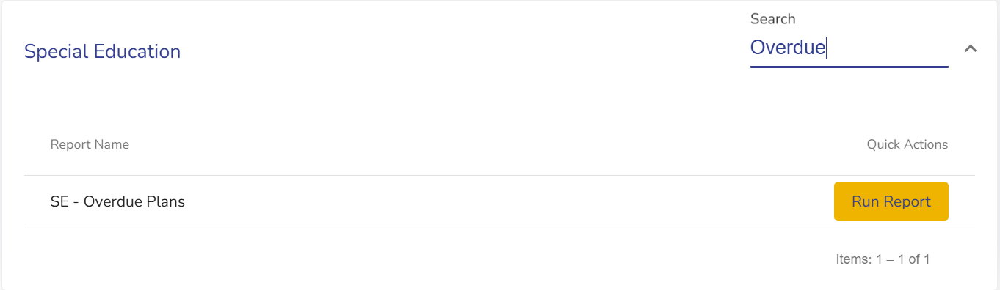 Search
Special Education
Overdue
Report Name
Quick Actions
SE - Overdue Plans
Run Report
Items: 1 – 1 of 1